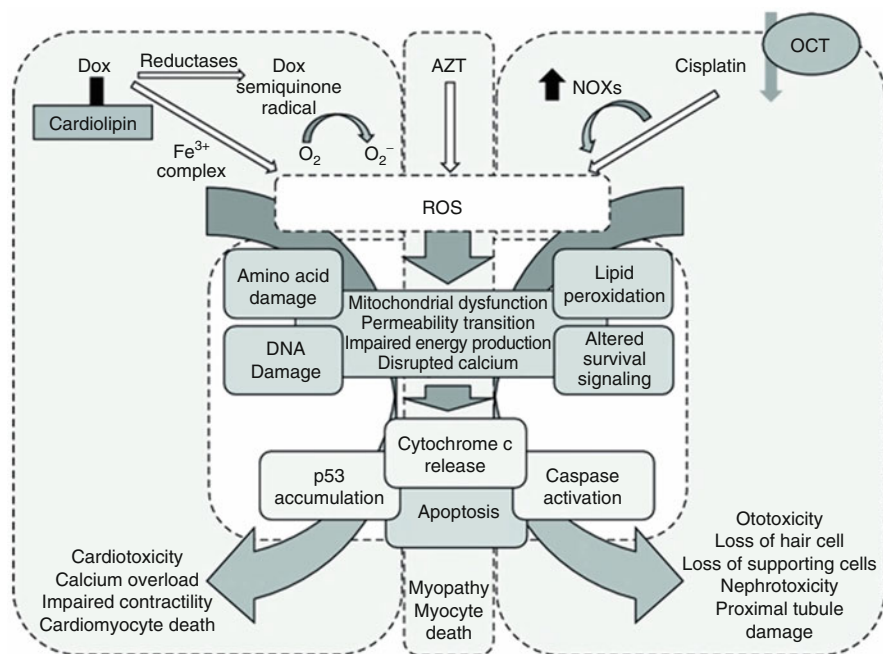 Dox
Reductases
Dox
semiquinone
radical
Cardiolipin
Fe³⁺
complex
O₂
O₂⁻
AZT
NOXs
Cisplatin
OCT
ROS
Amino acid
damage
DNA
Damage
Mitochondrial dysfunction
Permeability transition
Impaired energy production
Disrupted calcium
Lipid
peroxidation
Altered
survival
signaling
Cytochrome c
release
p53
accumulation
Caspase
activation
Apoptosis
Cardiotoxicity
Calcium overload
Impaired contractility
Cardiomyocyte death
Myopathy
Myocyte
death
Ototoxicity
Loss of hair cell
Loss of supporting cells
Nephrotoxicity
Proximal tubule
damage